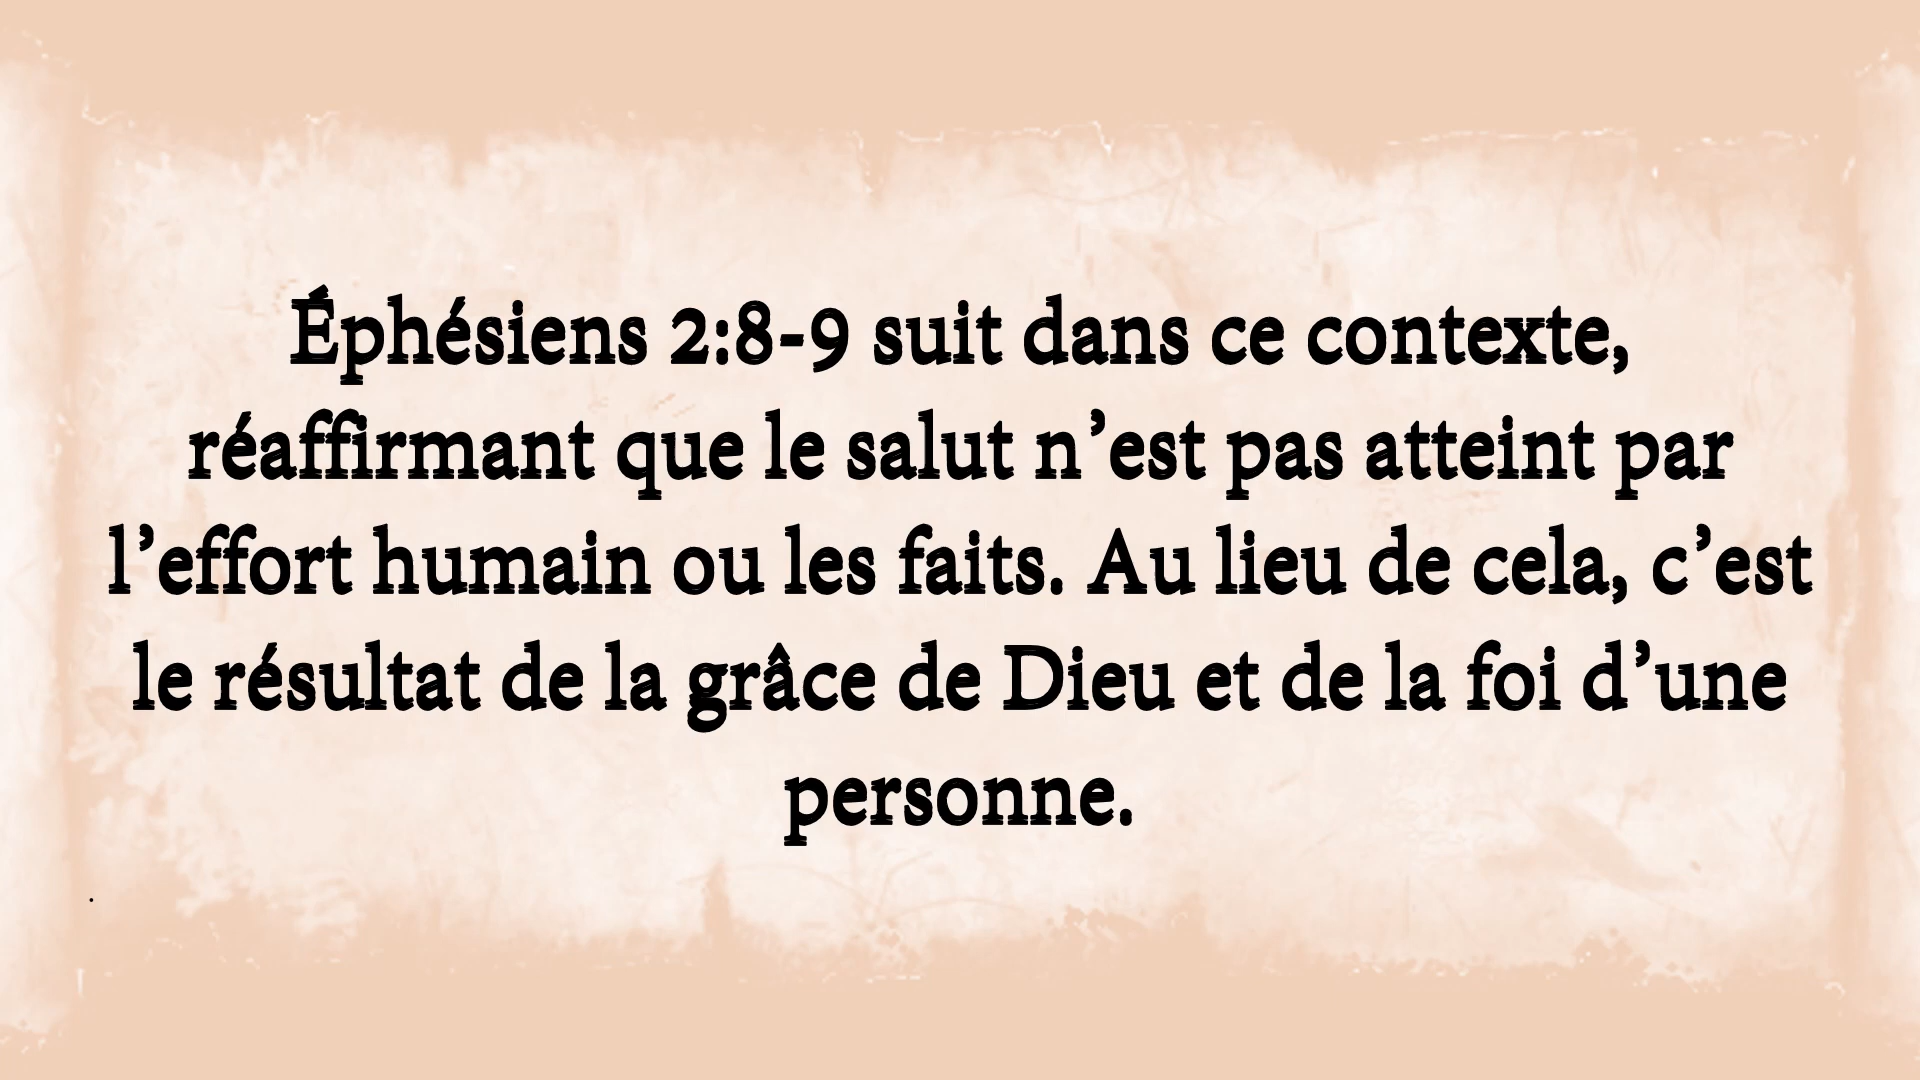 Éphésiens 2:8-9 suit dans ce contexte,
réaffirmant que le salut n’est pas atteint par
l’effort humain ou les faits. Au lieu de cela, c’est
le résultat de la grâce de Dieu et de la foi d’une
personne.
.